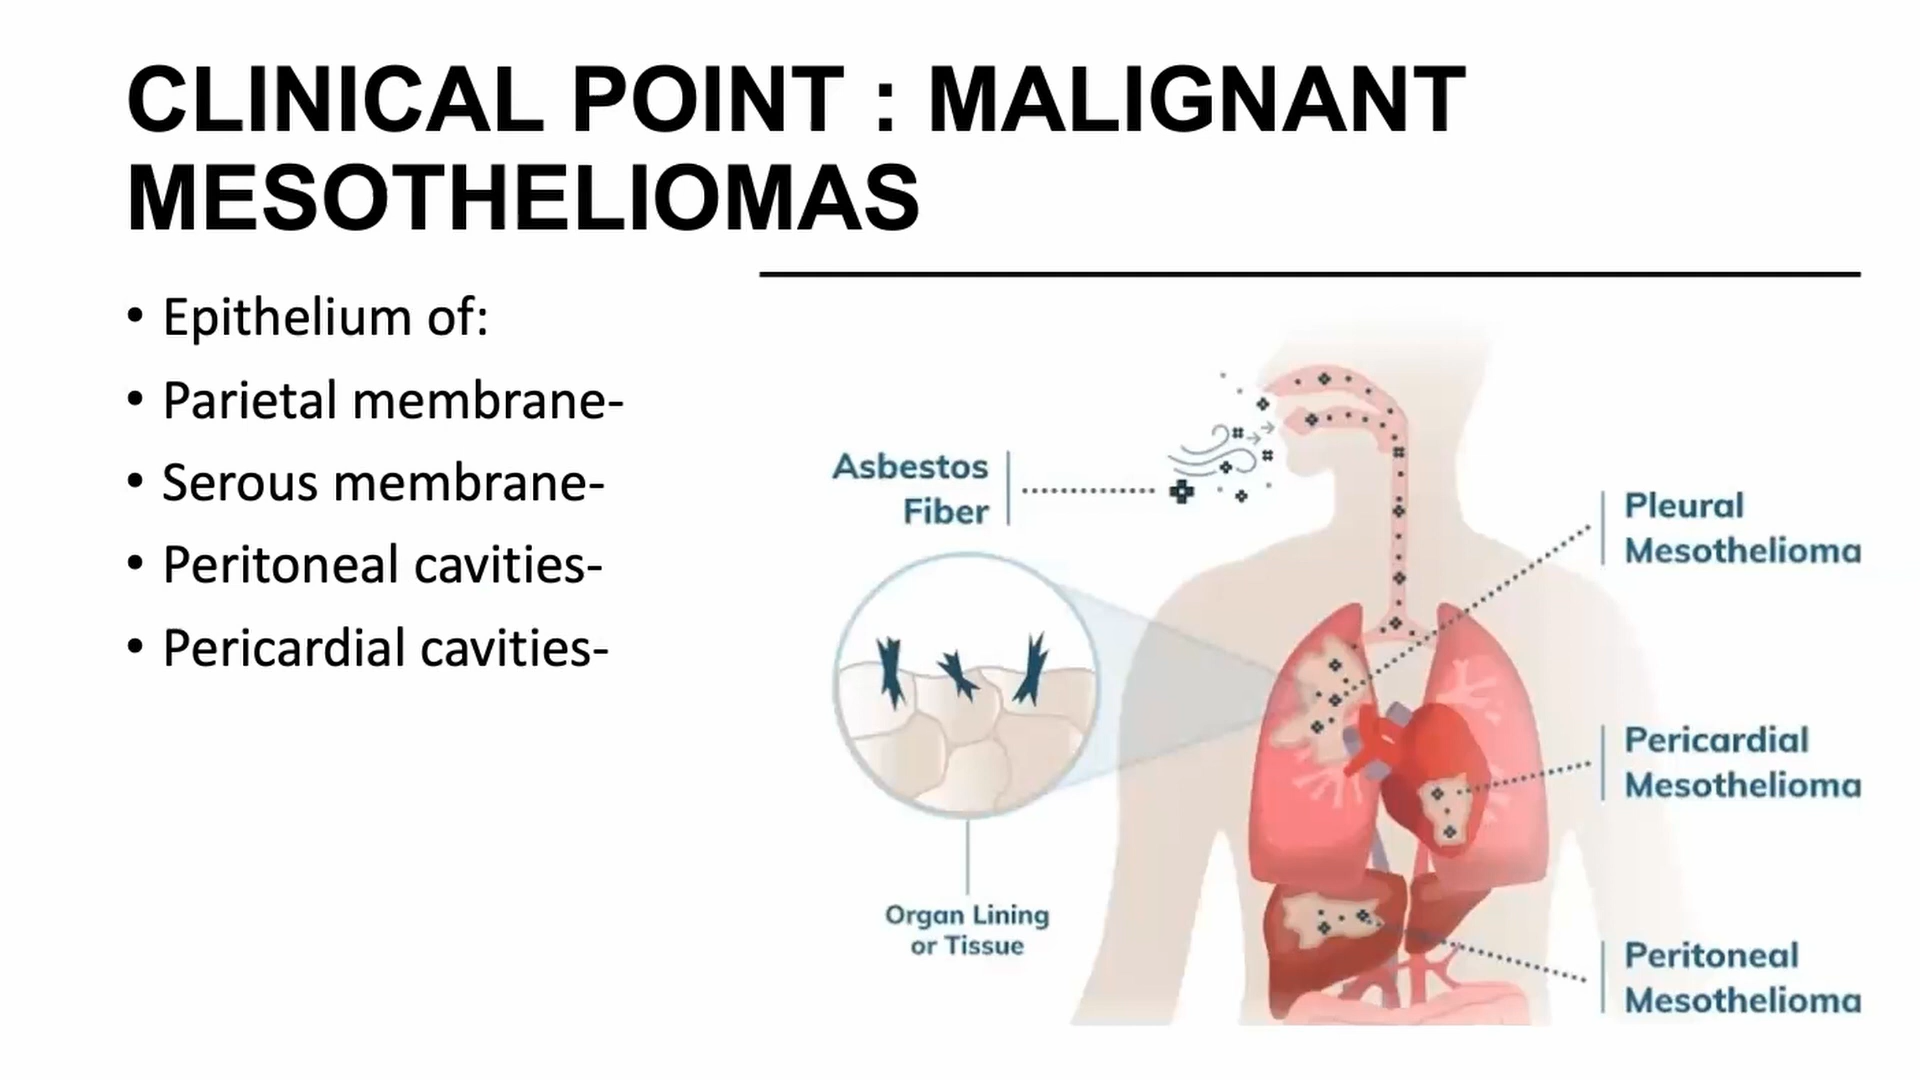 CLINICAL POINT : MALIGNANT
MESOTHELIOMAS
• Epithelium of:
• Parietal membrane-
• Serous membrane-
• Peritoneal cavities-
• Pericardial cavities-
Asbestos
Fiber
Organ Lining
or Tissue
Pleural
Mesothelioma
Pericardial
Mesothelioma
Peritoneal
Mesothelioma